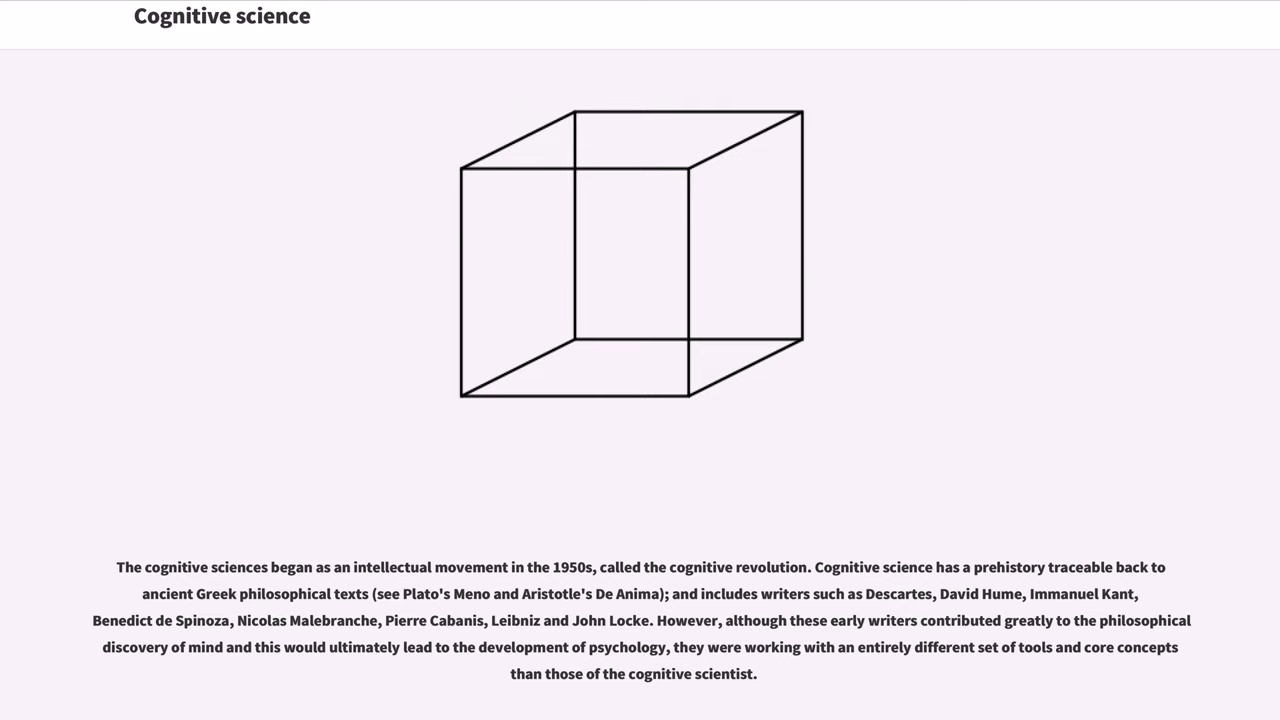 Cognitive science
The cognitive sciences began as an intellectual movement in the 1950s, called the cognitive revolution. Cognitive science has a prehistory traceable back to
ancient Greek philosophical texts (see Plato's Meno and Aristotle's De Anima); and includes writers such as Descartes, David Hume, Immanuel Kant,
Benedict de Spinoza, Nicolas Malebranche, Pierre Cabanis, Leibniz and John Locke. However, although these early writers contributed greatly to the philosophical
discovery of mind and this would ultimately lead to the development of psychology, they were working with an entirely different set of tools and core concepts
than those of the cognitive scientist.